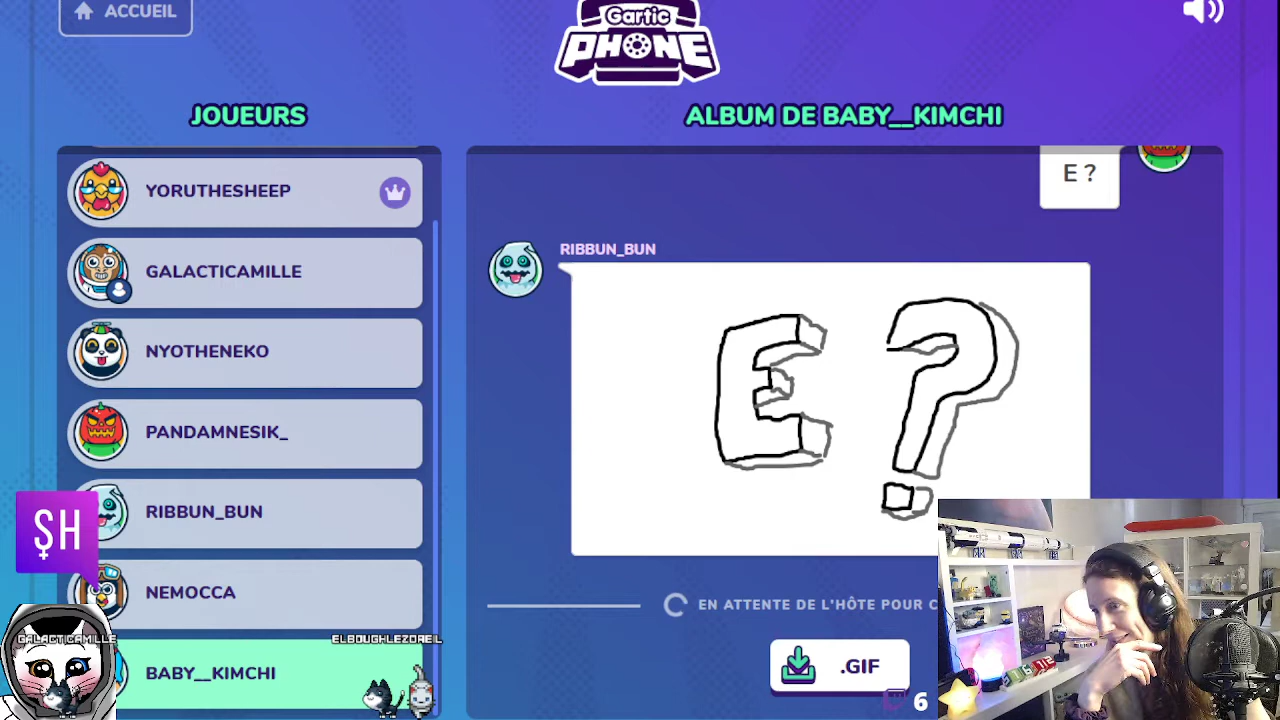 ACCUEIL
Gartic
PHONE
JOUEURS
ALBUM DE BABY__KIMCHI
YORUTHESHEEP
GALACTICAMILLE
NYOTHENEKO
PANDAMNESIK_
RIBBUN_BUN
NEMOCCA
BABY__KIMCHI
E ?
RIBBUN_BUN
E ?
EN ATTENTE DE L'HÔTE POUR C
.GIF
6
SH
GALACTICAMILLE